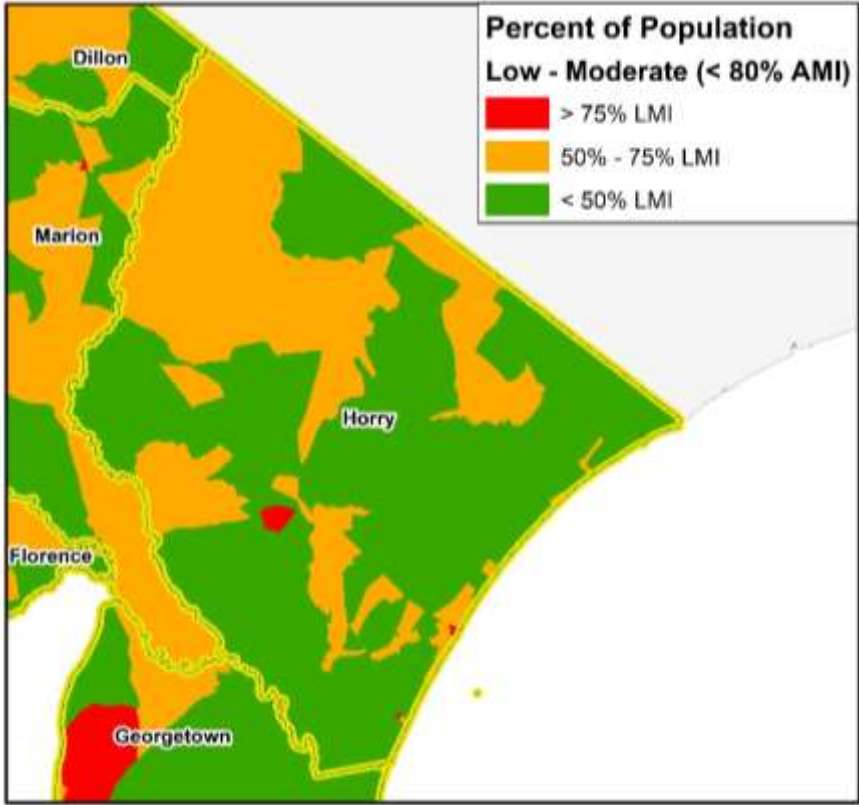 Percent of Population
Low - Moderate (< 80% AMI)
> 75% LMI
50% - 75% LMI
< 50% LMI
Dillon
Marion
Horry
Florence
Georgetown